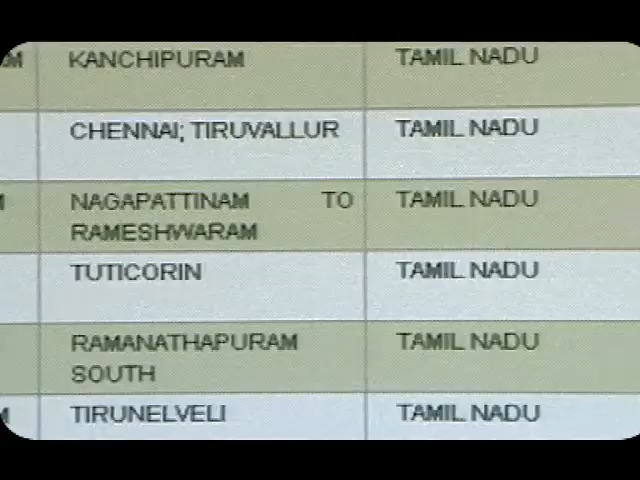 M KANCHIPURAM TAMIL NADU
CHENNAI; TIRUVALLUR TAMIL NADU
NAGAPATTINAM TO TAMIL NADU
RAMESHWARAM
TUTICORIN TAMIL NADU
RAMANATHAPURAM TAMIL NADU
SOUTH
M TIRUNELVELI TAMIL NADU